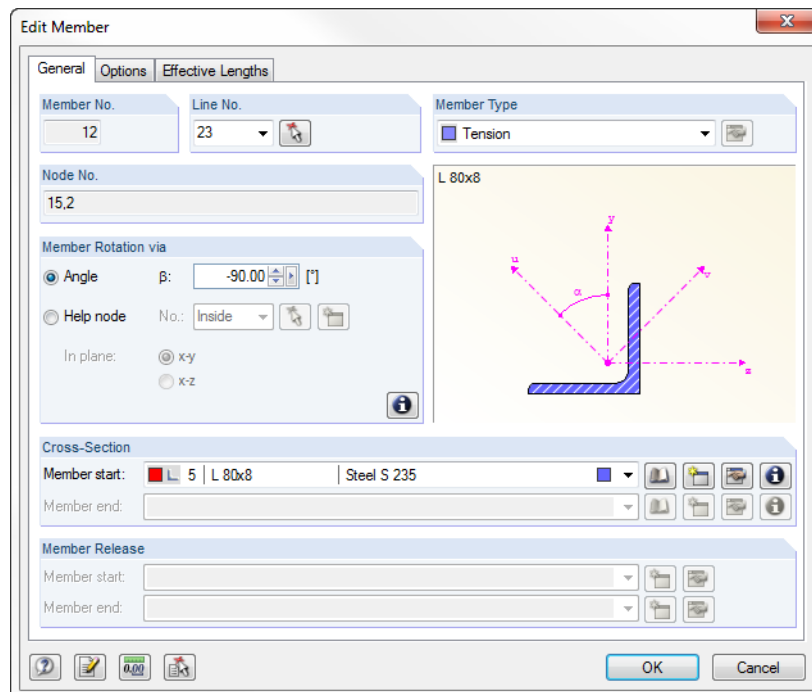 Edit Member
General Options Effective Lengths
Member No. Line No. Member Type
12 23 Tension
Node No.
15,2
L 80x8
Member Rotation via
Angle β: -90.00 [°]
Help node No.: Inside
In plane: x-y
x-z
y
u
v
α
z
Cross-Section
Member start: 5 L 80x8 Steel S 235
Member end:
Member Release
Member start:
Member end:
0.00
OK Cancel